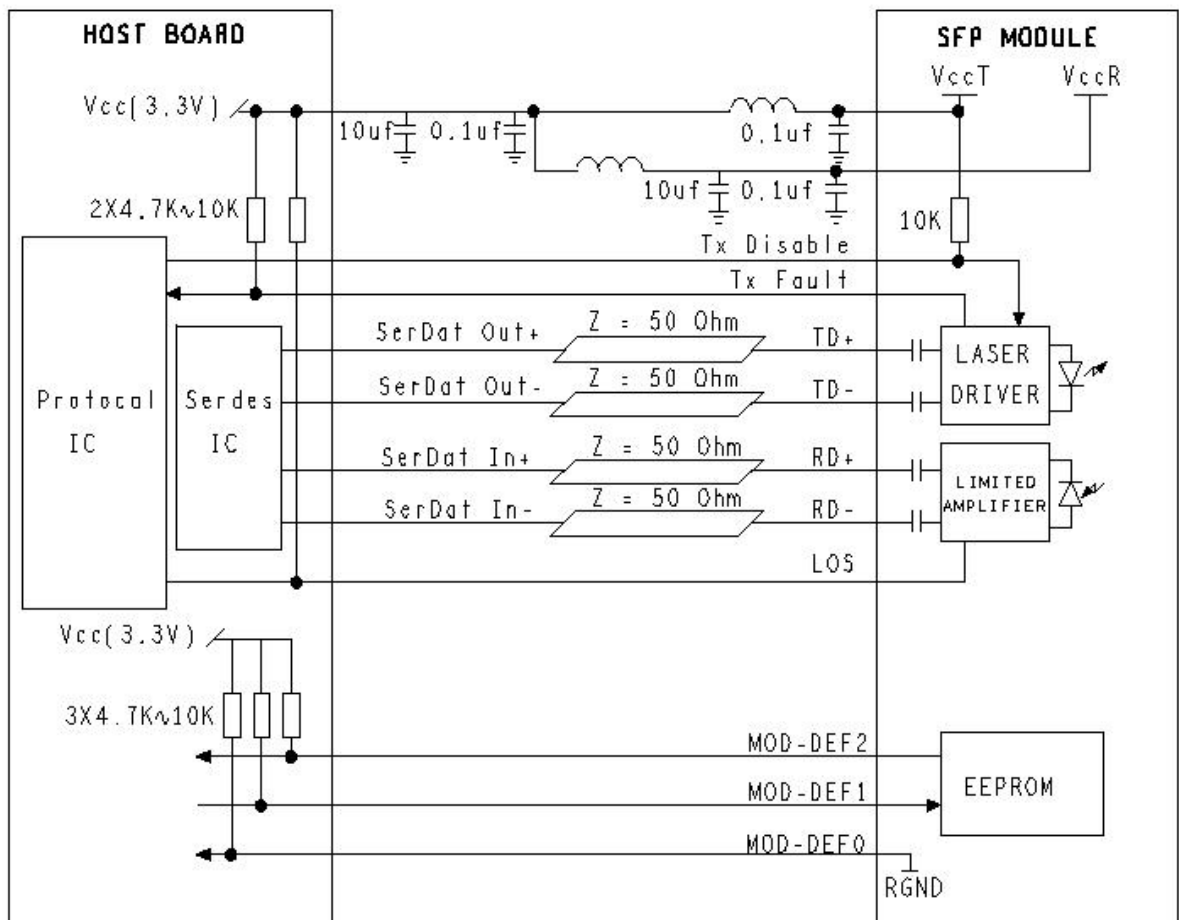 HOST BOARD
SFP MODULE
VccT
VccR
Vcc(3.3V)
10uf
0.1uf
0.1uf
10uf
0.1uf
2X4.7K~10K
10K
Tx Disable
Tx Fault
SerDat Out+
Z = 50 Ohm
TD+
LASER
DRIVER
SerDat Out-
Z = 50 Ohm
TD-
Protocal
IC
Serdes
IC
SerDat In+
Z = 50 Ohm
RD+
LIMITED
AMPLIFIER
SerDat In-
Z = 50 Ohm
RD-
LOS
Vcc(3.3V)
3X4.7K~10K
MOD-DEF2
EEPROM
MOD-DEF1
MOD-DEF0
RGND